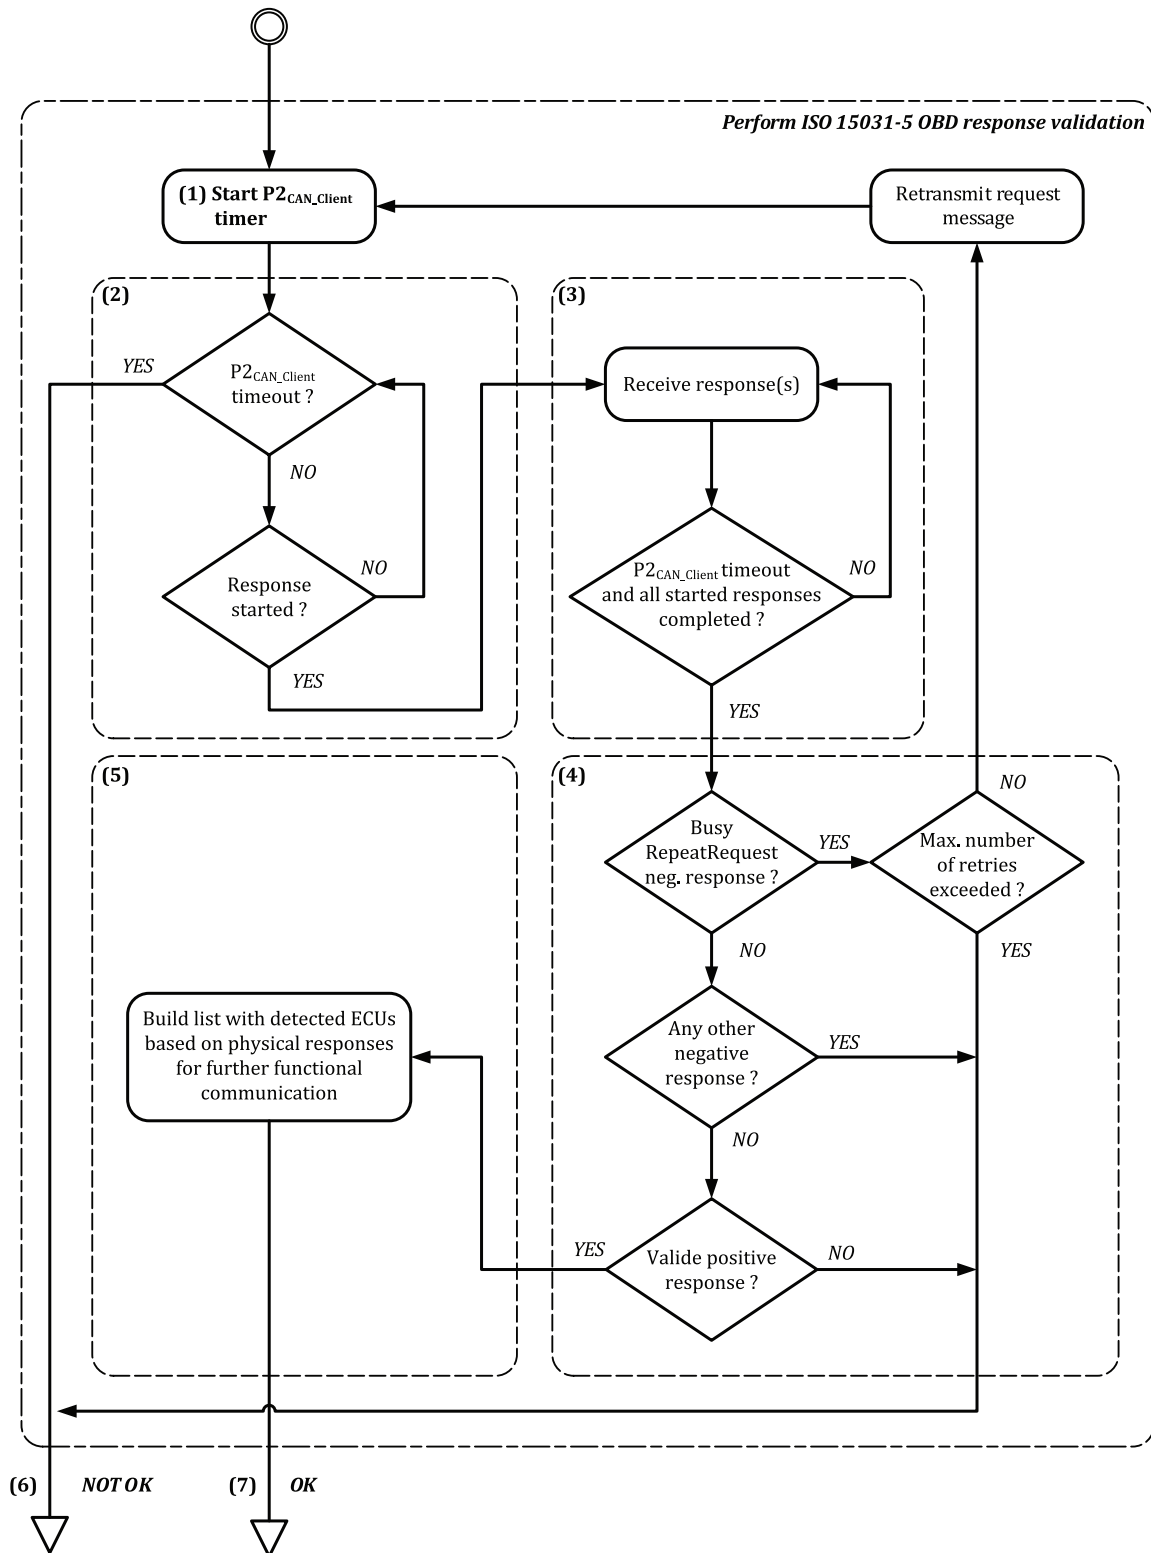 Perform ISO 15031-5 OBD response validation
(1) Start P2CAN_Client
timer
Retransmit request
message
(2)
(3)
YES
P2CAN_Client
timeout ?
Receive response(s)
NO
Response
started ?
NO
P2CAN_Client timeout
and all started responses
completed ?
NO
YES
YES
(5)
(4)
NO
Busy
RepeatRequest
neg. response ?
YES
Max. number
of retries
exceeded ?
NO
YES
Build list with detected ECUs
based on physical responses
for further functional
communication
Any other
negative
response ?
YES
NO
YES
Valide positive
response ?
NO
(6)
NOT OK
(7)
OK